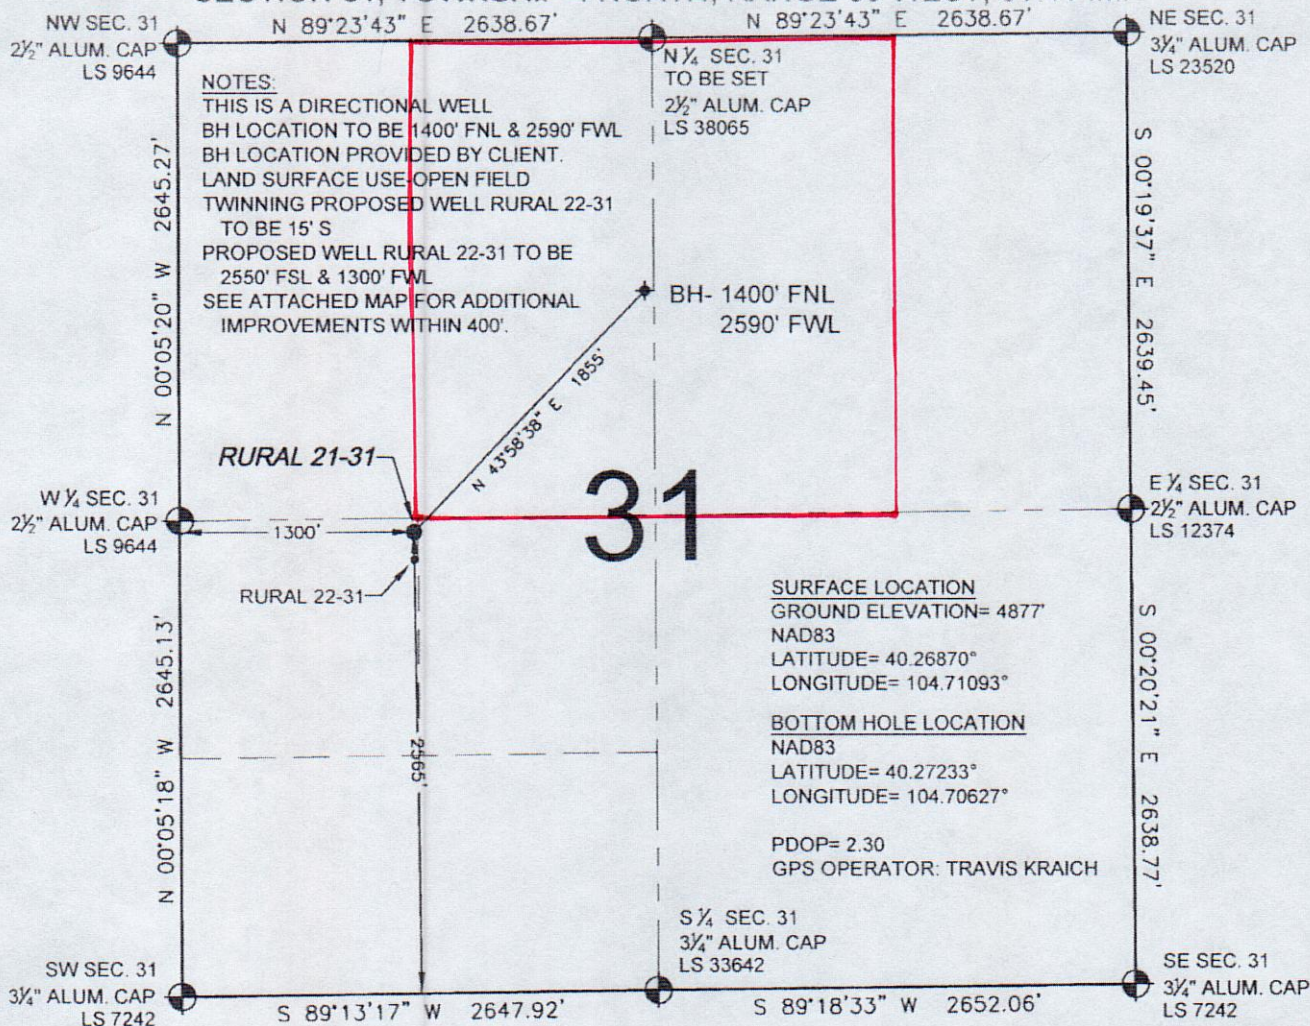 N 89°23'43" E 2638.67'
N 89°23'43" E 2638.67'
NW SEC. 31
2½" ALUM. CAP
LS 9644
NE SEC. 31
3¼" ALUM. CAP
LS 23520
N ¼ SEC. 31
TO BE SET
2½" ALUM. CAP
LS 38065
NOTES:
THIS IS A DIRECTIONAL WELL
BH LOCATION TO BE 1400' FNL & 2590' FWL
BH LOCATION PROVIDED BY CLIENT.
LAND SURFACE USE-OPEN FIELD
TWINNING PROPOSED WELL RURAL 22-31
TO BE 15' S
PROPOSED WELL RURAL 22-31 TO BE
2550' FSL & 1300' FWL
SEE ATTACHED MAP FOR ADDITIONAL
IMPROVEMENTS WITHIN 400'.
N 00°05'20" W 2645.27'
S 00°19'37" E 2639.45'
BH- 1400' FNL
2590' FWL
N 43°58'38" E 1855'
RURAL 21-31
31
W ¼ SEC. 31
2½" ALUM. CAP
LS 9644
E ¼ SEC. 31
2½" ALUM. CAP
LS 12374
1300'
RURAL 22-31
SURFACE LOCATION
GROUND ELEVATION= 4877'
NAD83
LATITUDE= 40.26870°
LONGITUDE= 104.71093°
BOTTOM HOLE LOCATION
NAD83
LATITUDE= 40.27233°
LONGITUDE= 104.70627°
PDOP= 2.30
GPS OPERATOR: TRAVIS KRAICH
N 00°05'18" W 2645.13'
2565'
S 00°20'21" E 2638.77'
S ¼ SEC. 31
3¼" ALUM. CAP
LS 33642
SW SEC. 31
3¼" ALUM. CAP
LS 7242
SE SEC. 31
3¼" ALUM. CAP
LS 7242
S 89°13'17" W 2647.92'
S 89°18'33" W 2652.06'